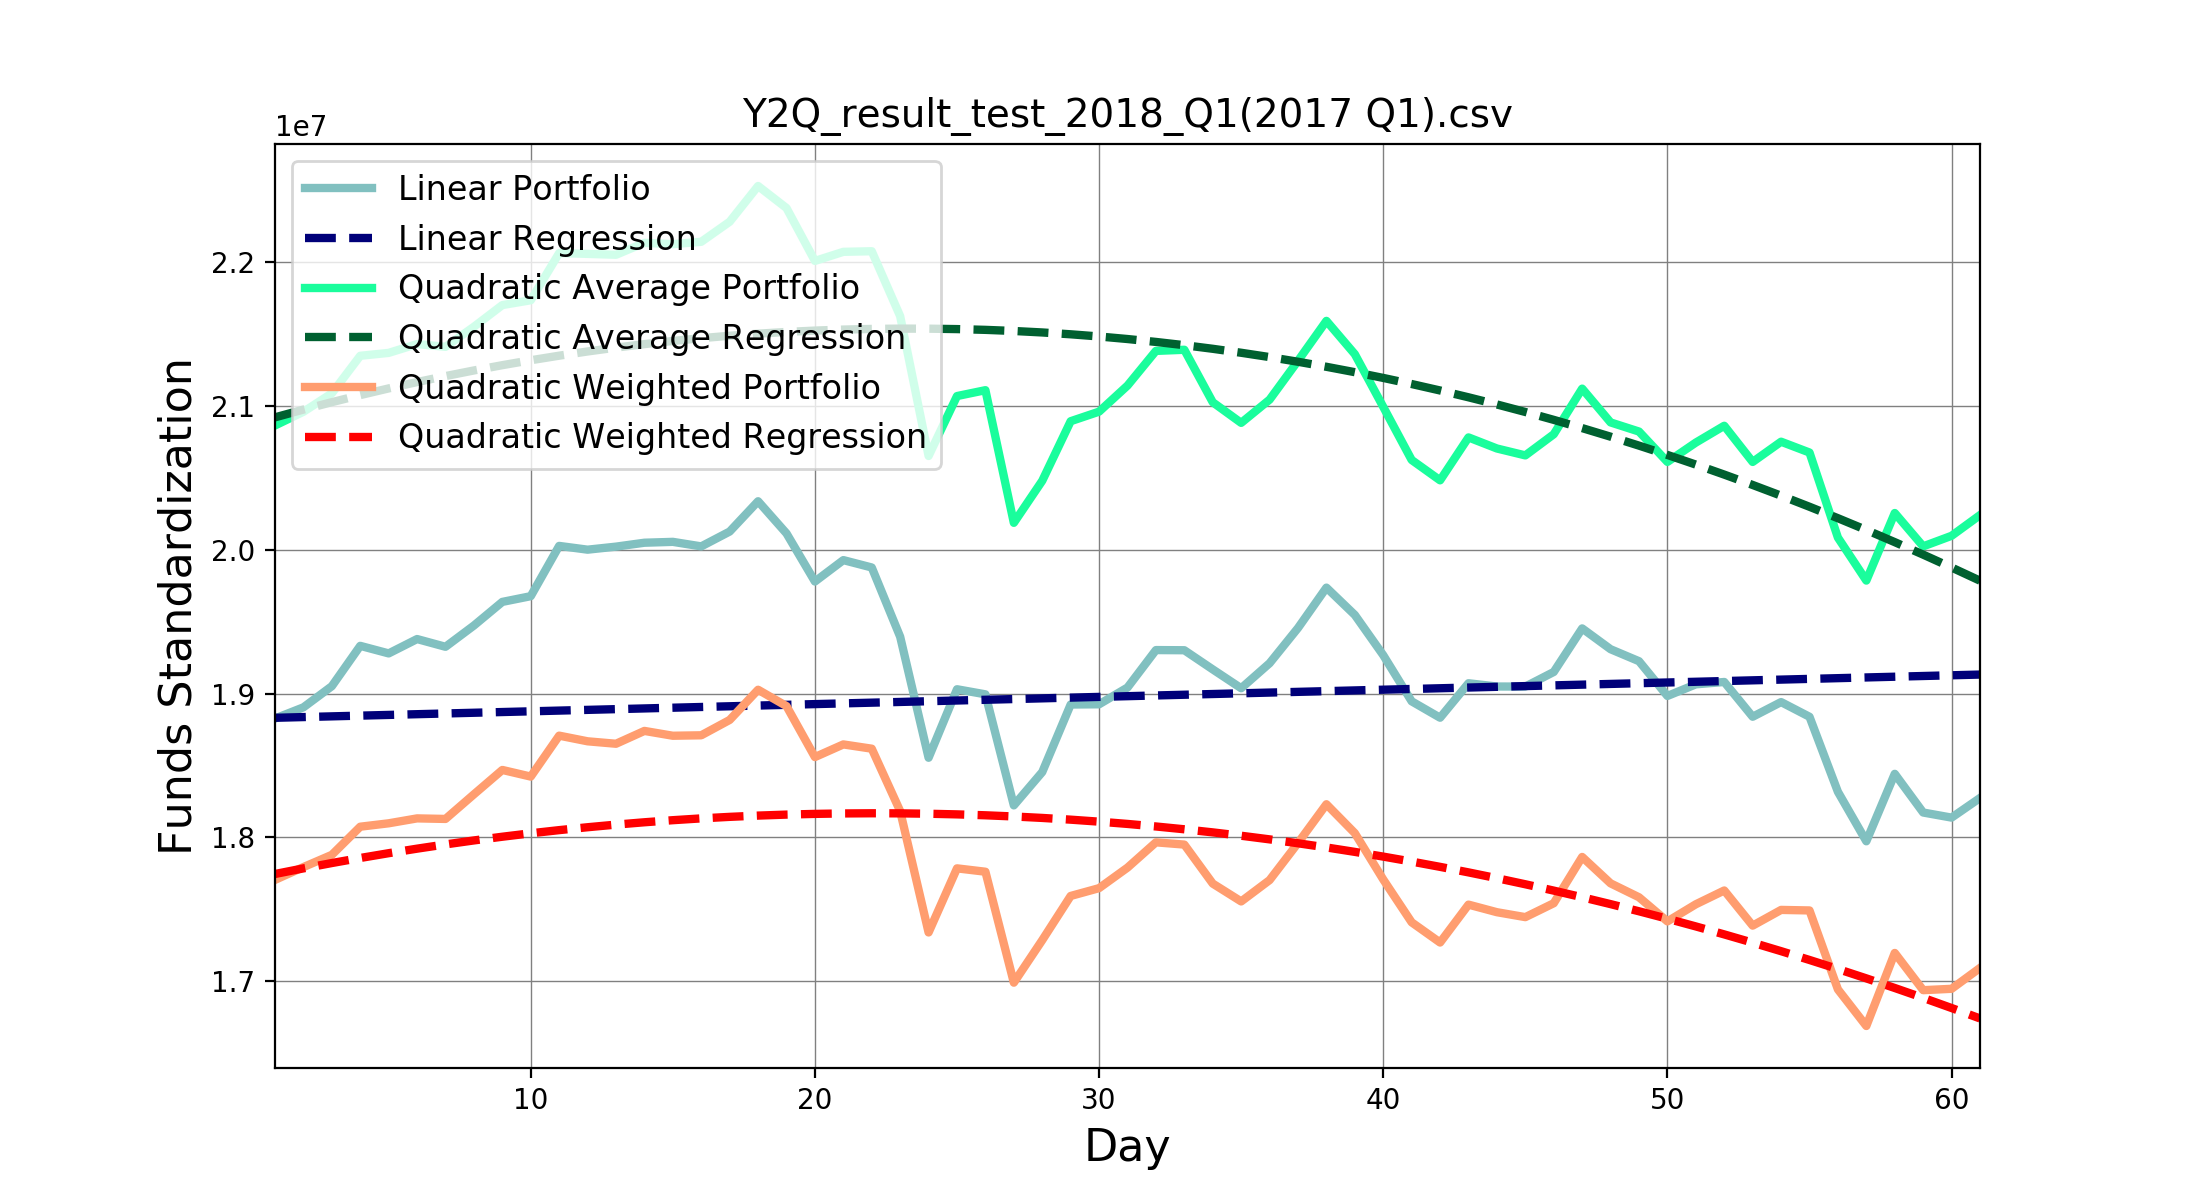 Y2Q_result_test_2018_Q1(2017 Q1).csv
1e7
Linear Portfolio
Linear Regression
Quadratic Average Portfolio
Quadratic Average Regression
Quadratic Weighted Portfolio
Quadratic Weighted Regression
Funds Standardization
2.2
2.1
2.0
1.9
1.8
1.7
10 20 30 40 50 60
Day